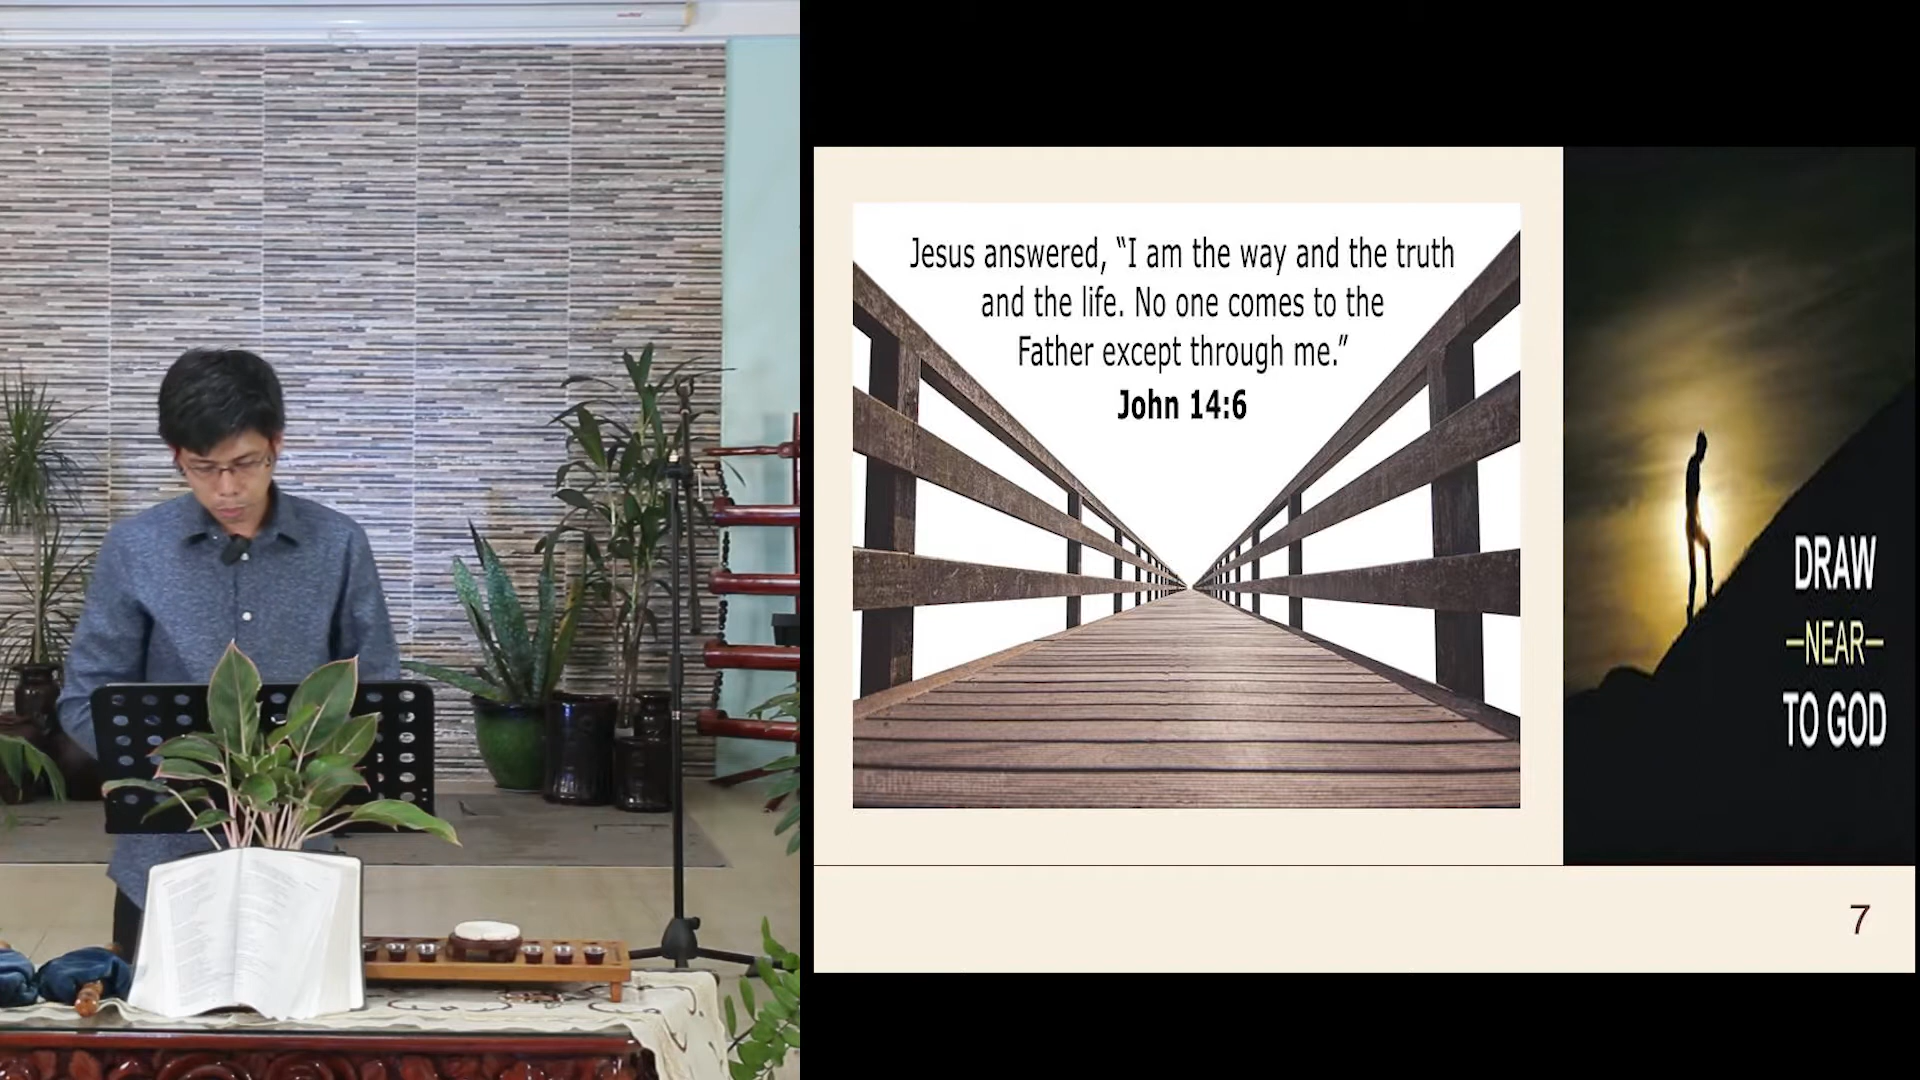 Jesus answered, “I am the way and the truth
and the life. No one comes to the
Father except through me.”
John 14:6
DRAW
–NEAR–
TO GOD
7